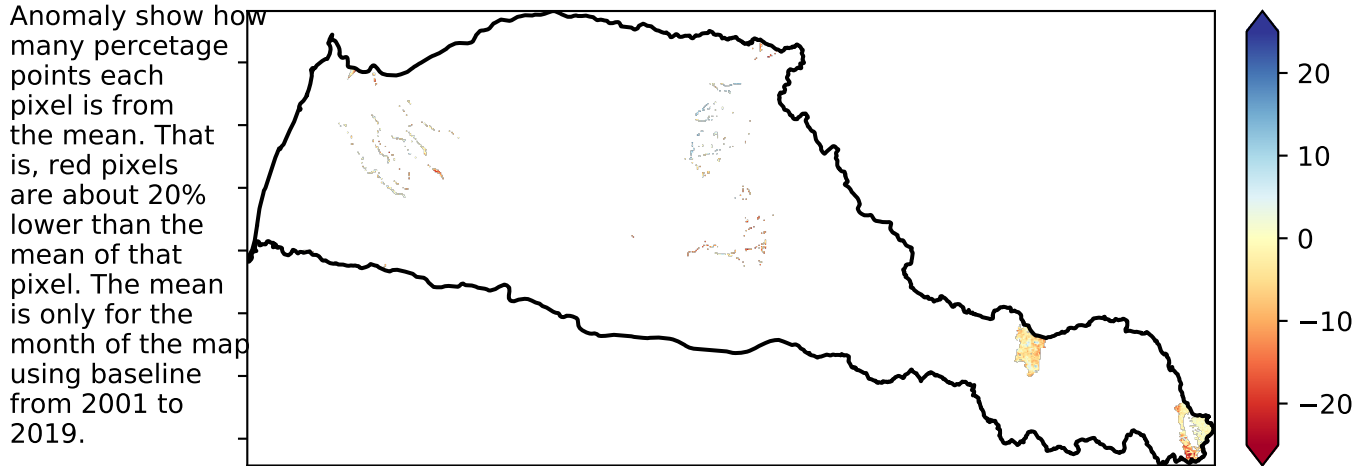 Anomaly show how
many percetage
points each
pixel is from
the mean. That
is, red pixels
are about 20%
lower than the
mean of that
pixel. The mean
is only for the
month of the map
using baseline
from 2001 to
2019.
20
10
0
−10
−20